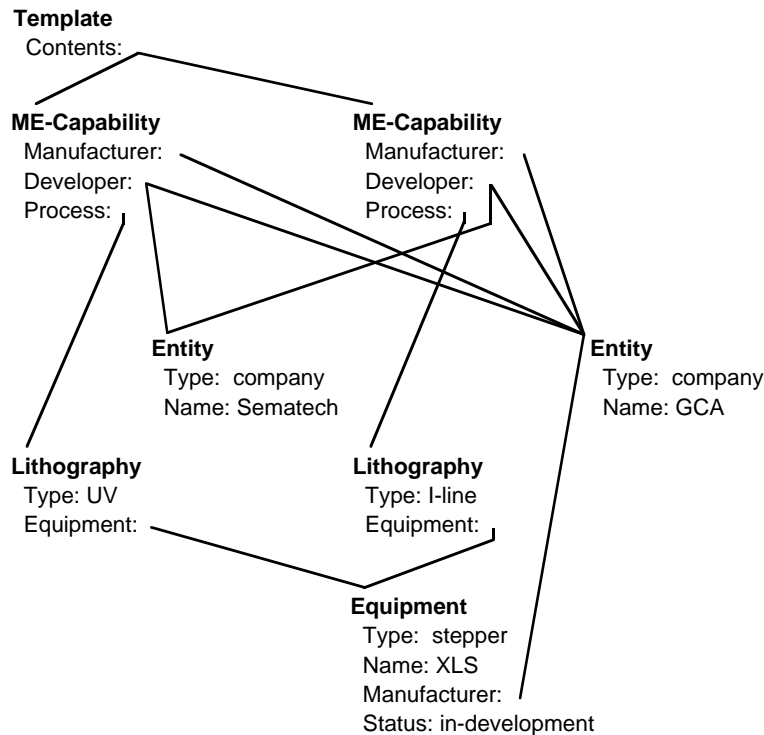 Template
Contents:
ME-Capability
Manufacturer:
Developer:
Process:
ME-Capability
Manufacturer:
Developer:
Process:
Entity
Type: company
Name: Sematech
Entity
Type: company
Name: GCA
Lithography
Type: UV
Equipment:
Lithography
Type: I-line
Equipment:
Equipment
Type: stepper
Name: XLS
Manufacturer:
Status: in-development